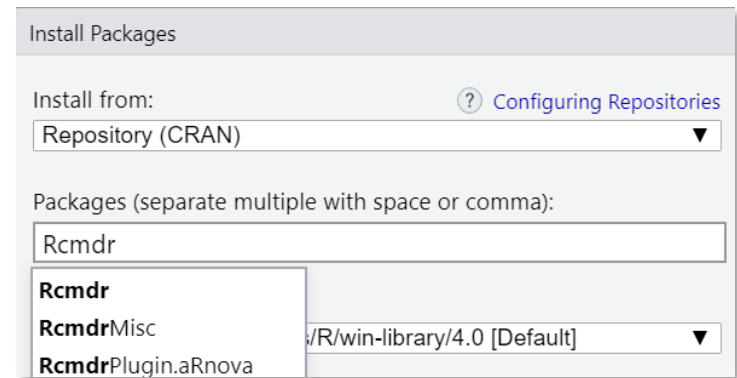 Install Packages
Install from:
? Configuring Repositories
Repository (CRAN)
Packages (separate multiple with space or comma):
Rcmdr
Rcmdr
RcmdrMisc
s/R/win-library/4.0 [Default]
RcmdrPlugin.aRnova